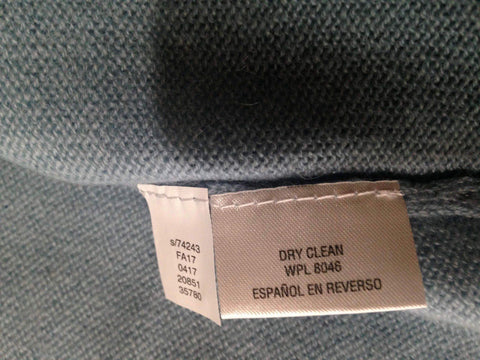 s/74243
FA17
0417
20851
35780
DRY CLEAN
WPL 8046
ESPAÑOL EN REVERSO